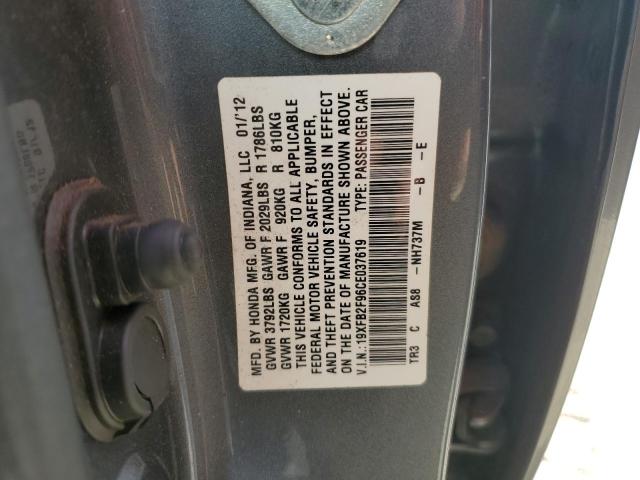 MFD. BY HONDA MFG. OF INDIANA, LLC 01/'12
GVWR 3792LBS GAWR F 2029LBS R 1786LBS
GVWR 1720KG GAWR F 920KG R 810KG
THIS VEHICLE CONFORMS TO ALL APPLICABLE
FEDERAL MOTOR VEHICLE SAFETY, BUMPER,
AND THEFT PREVENTION STANDARDS IN EFFECT
ON THE DATE OF MANUFACTURE SHOWN ABOVE.
V.I.N.: 19XFB2F96CE037619 TYPE: PASSENGER CAR
TR3 C AS8 - NH737M - B - E